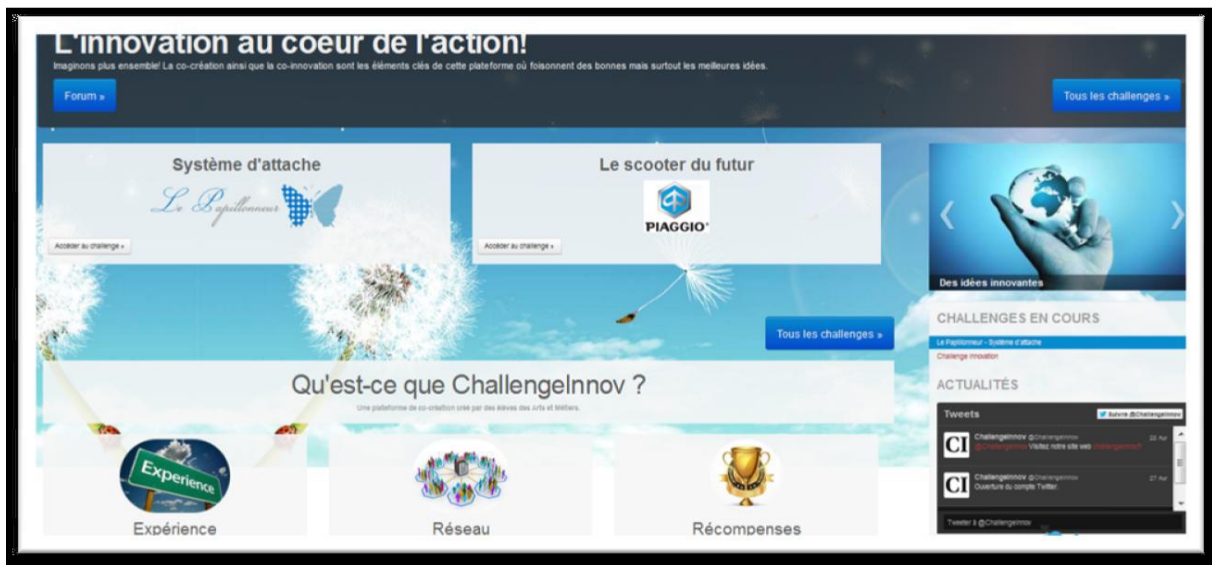 L'innovation au coeur de l'action!
Imaginons plus ensemble! La co-création ainsi que la co-innovation sont les éléments clés de cette plateforme où foisonnent des bonnes mais surtout les meilleures idées.
Forum »
Tous les challenges »
Système d'attache
Le Papillonneur
Accéder au challenge »
Le scooter du futur
PIAGGIO
Accéder au challenge »
Des idées innovantes
Tous les challenges »
CHALLENGES EN COURS
Le Papillonneur - Système d'attache
Challenge Innovation
Qu'est-ce que ChallengeInnov ?
Une plateforme de co-création créé par des élèves des Arts et Métiers.
ACTUALITÉS
Tweets
Suivre @ChallengeInnov
CI
ChallengeInnov @ChallengeInnov
@ChallengeInnov Visitez notre site web
CI
ChallengeInnov @ChallengeInnov 27 Avr
Ouverture du compte Twitter.
Tweeter à @ChallengeInnov
Experience
Expérience
Réseau
Récompenses